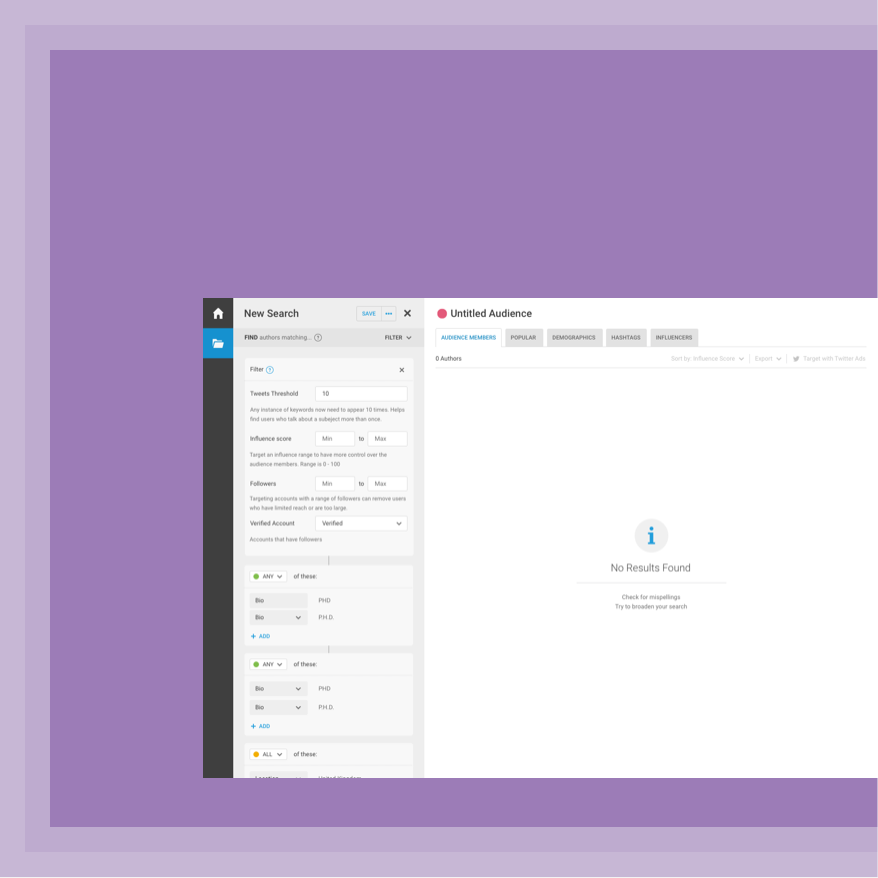 New Search
SAVE
FIND authors matching... ?
FILTER
Filter ?
Tweets Threshold 10
Any instance of keywords now need to appear 10 times. Helps
find users who talk about a subeject more than once.
Influence score Min to Max
Target an influence range to have more control over the
audience members. Range is 0 - 100
Followers Min to Max
Targeting accounts with a range of followers can remove users
who have limited reach or are too large.
Verified Account Verified
Accounts that have followers
ANY of these:
Bio PHD
Bio P.H.D.
+ ADD
ANY of these:
Bio PHD
Bio P.H.D.
+ ADD
ALL of these:
Location United Kingdom
Untitled Audience
AUDIENCE MEMBERS POPULAR DEMOGRAPHICS HASHTAGS INFLUENCERS
0 Authors
Sort by Influence Score Export Target with Twitter Ads
No Results Found
Check for mispellings
Try to broaden your search